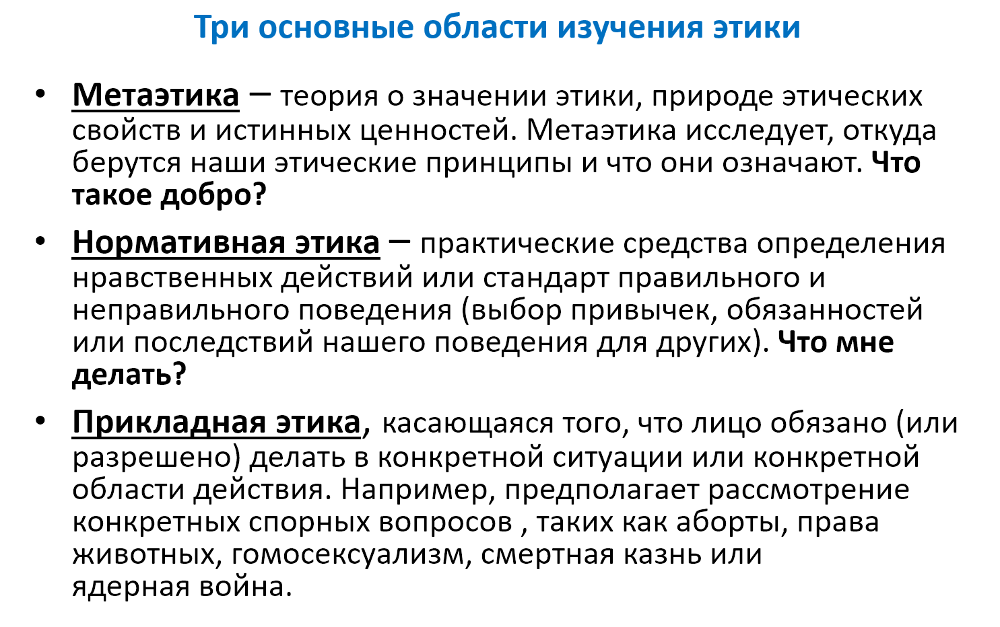 Три основные области изучения этики
• Метаэтика – теория о значении этики, природе этических
свойств и истинных ценностей. Метаэтика исследует, откуда
берутся наши этические принципы и что они означают. Что
такое добро?
• Нормативная этика – практические средства определения
нравственных действий или стандарт правильного и
неправильного поведения (выбор привычек, обязанностей
или последствий нашего поведения для других). Что мне
делать?
• Прикладная этика, касающаяся того, что лицо обязано (или
разрешено) делать в конкретной ситуации или конкретной
области действия. Например, предполагает рассмотрение
конкретных спорных вопросов , таких как аборты, права
животных, гомосексуализм, смертная казнь или
ядерная война.